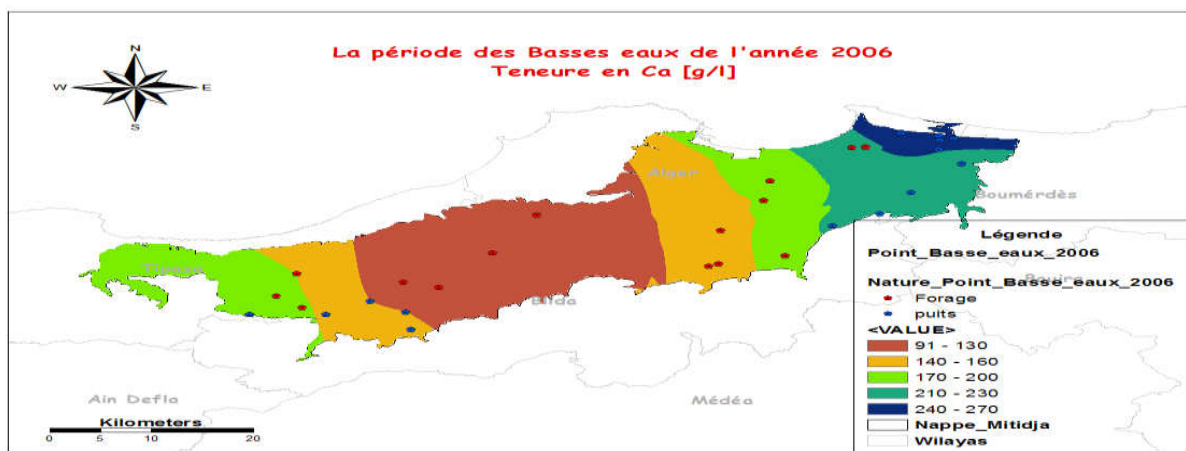 La période des Basses eaux de l'année 2006
Teneure en Ca [g/l]
N
W E
S
Alger
Boumérdès
Tipaza
Blida
Ain Defla
Médéa
Bouira
Kilometers
0 5 10 20
Légende
Point_Basse_eaux_2006
Nature_Point_Basse_eaux_2006
Forage
puits
<VALUE>
91 - 130
140 - 160
170 - 200
210 - 230
240 - 270
Nappe_Mitidja
Wilayas